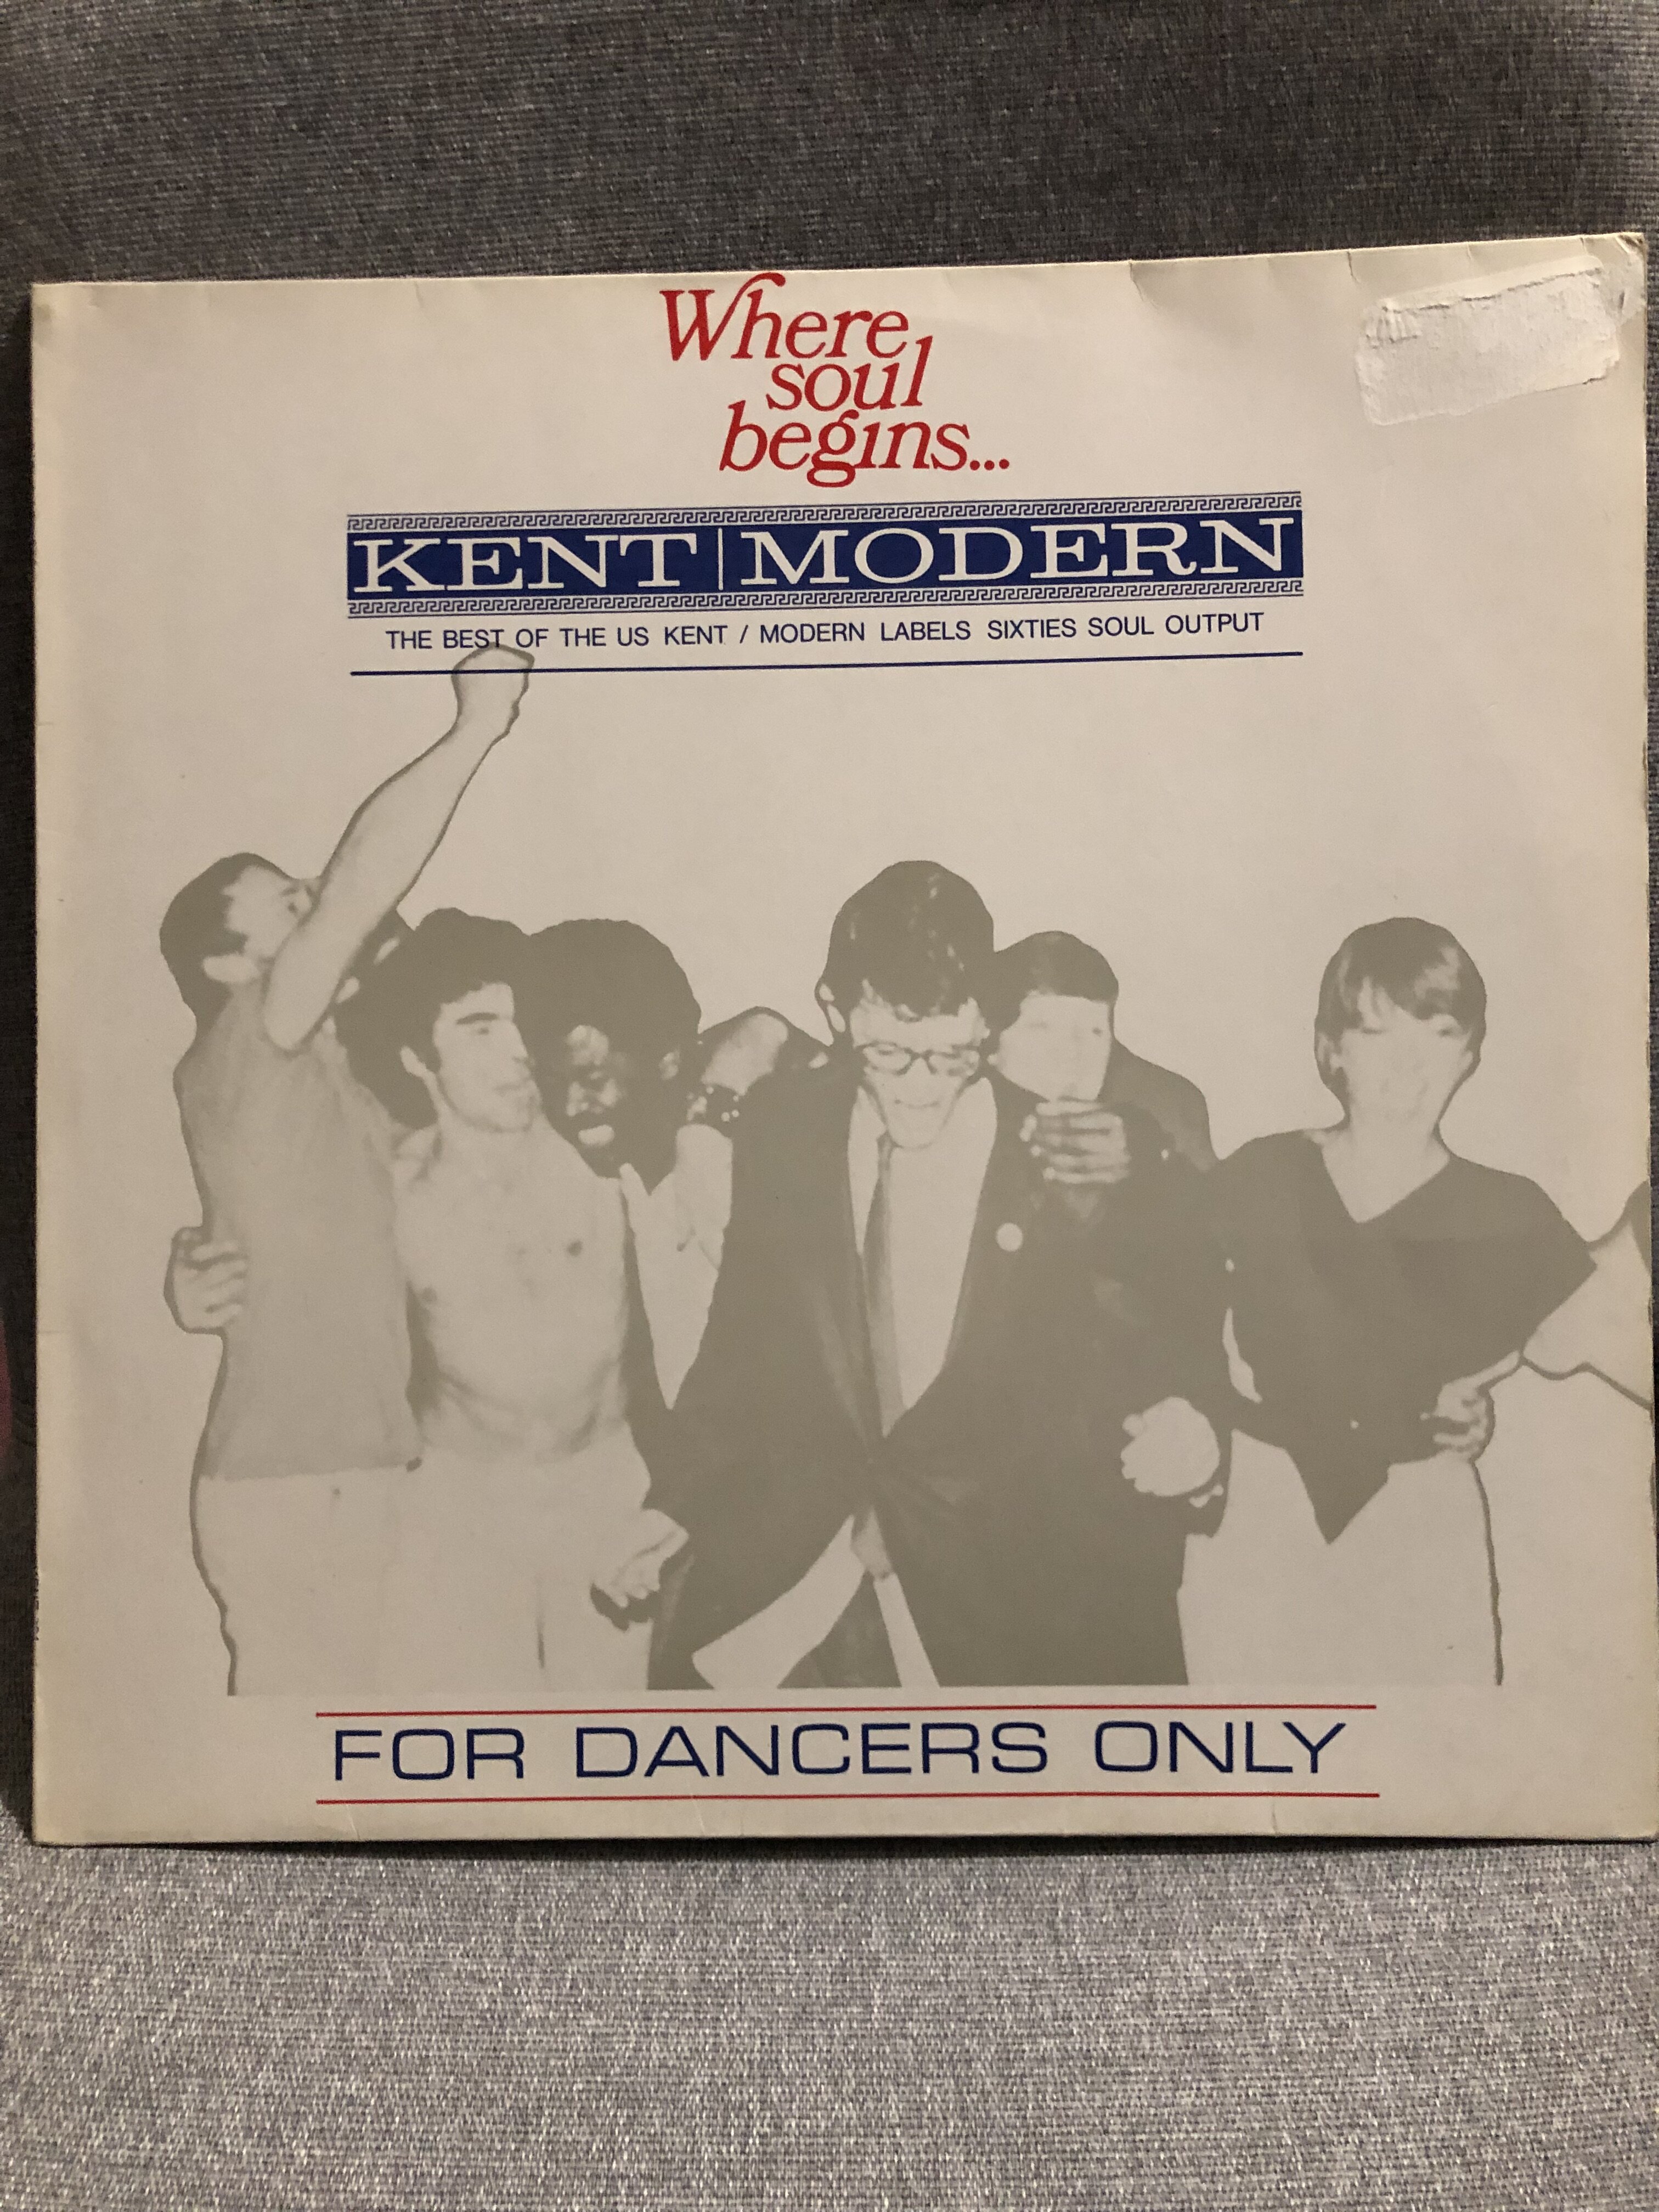 Where
soul
begins...
KENT|MODERN
THE BEST OF THE US KENT / MODERN LABELS SIXTIES SOUL OUTPUT
FOR DANCERS ONLY